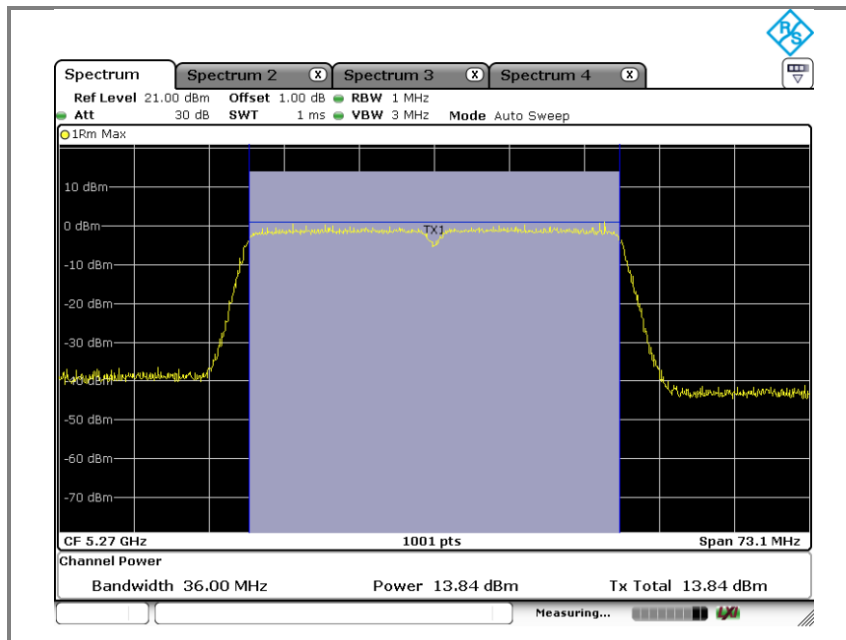 R&S
Spectrum Spectrum 2 X Spectrum 3 X Spectrum 4 X
Ref Level 21.00 dBm Offset 1.00 dB RBW 1 MHz
Att 30 dB SWT 1 ms VBW 3 MHz Mode Auto Sweep
1Rm Max
10 dBm
0 dBm
TX1
-10 dBm
-20 dBm
-30 dBm
-40 dBm
-50 dBm
-60 dBm
-70 dBm
CF 5.27 GHz 1001 pts Span 73.1 MHz
Channel Power
Bandwidth 36.00 MHz Power 13.84 dBm Tx Total 13.84 dBm
Measuring...